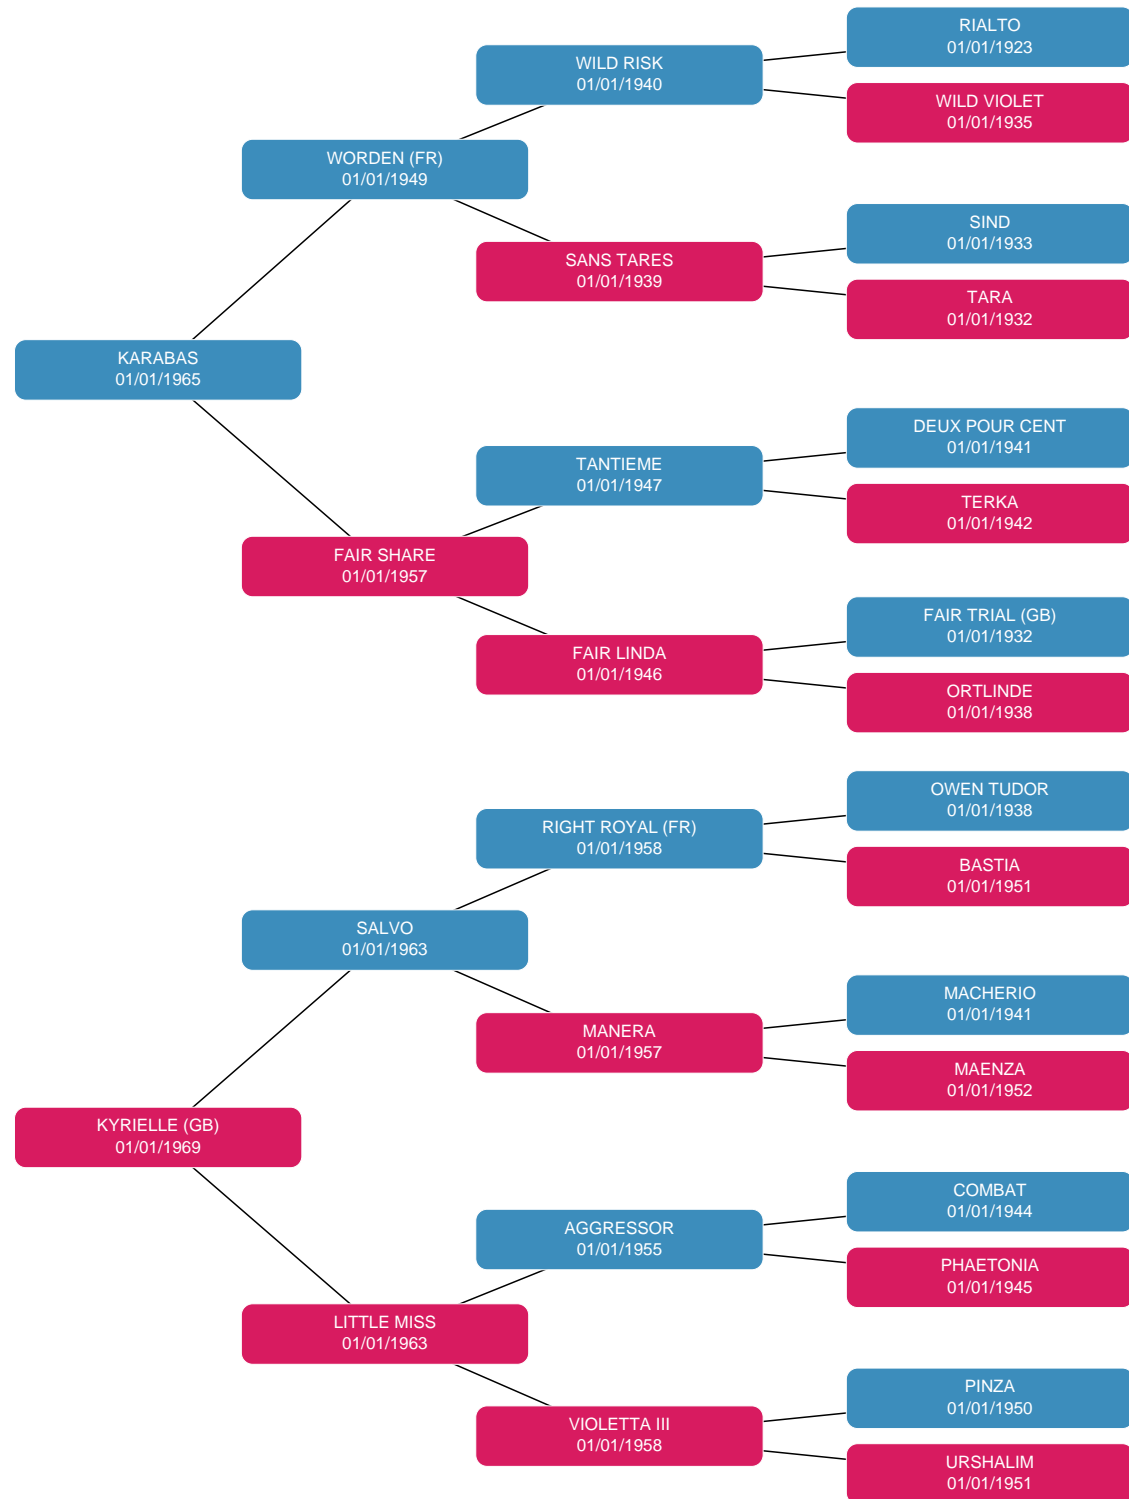 RIALTO
01/01/1923
WILD RISK
01/01/1940
WILD VIOLET
01/01/1935
WORDEN (FR)
01/01/1949
SIND
01/01/1933
SANS TARES
01/01/1939
TARA
01/01/1932
KARABAS
01/01/1965
DEUX POUR CENT
01/01/1941
TANTIEME
01/01/1947
TERKA
01/01/1942
FAIR SHARE
01/01/1957
FAIR TRIAL (GB)
01/01/1932
FAIR LINDA
01/01/1946
ORTLINDE
01/01/1938
OWEN TUDOR
01/01/1938
RIGHT ROYAL (FR)
01/01/1958
BASTIA
01/01/1951
SALVO
01/01/1963
MACHERIO
01/01/1941
MANERA
01/01/1957
MAENZA
01/01/1952
KYRIELLE (GB)
01/01/1969
COMBAT
01/01/1944
AGGRESSOR
01/01/1955
PHAETONIA
01/01/1945
LITTLE MISS
01/01/1963
PINZA
01/01/1950
VIOLETTA III
01/01/1958
URSHALIM
01/01/1951